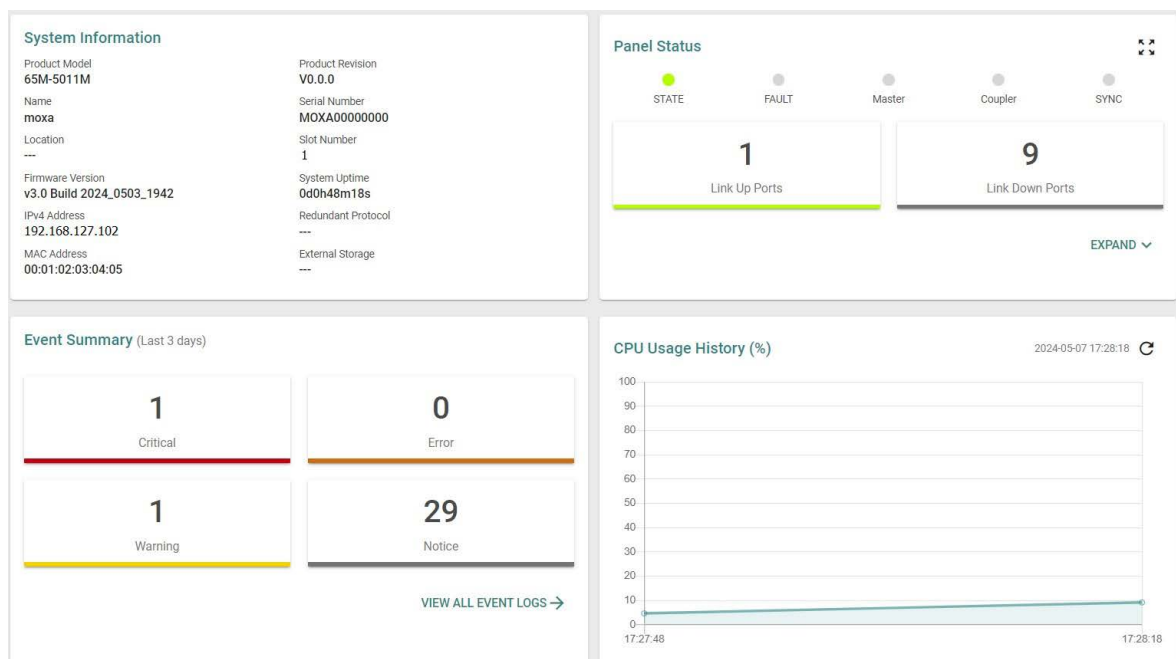 System Information
Product Model
65M-5011M
Product Revision
V0.0.0
Name
moxa
Serial Number
MOXA00000000
Location
---
Slot Number
1
Firmware Version
v3.0 Build 2024_0503_1942
System Uptime
0d0h48m18s
IPv4 Address
192.168.127.102
Redundant Protocol
---
MAC Address
00:01:02:03:04:05
External Storage
---
Panel Status
STATE FAULT Master Coupler SYNC
1
Link Up Ports
9
Link Down Ports
EXPAND
Event Summary (Last 3 days)
1
Critical
0
Error
1
Warning
29
Notice
VIEW ALL EVENT LOGS
CPU Usage History (%) 2024-05-07 17:28:18
100
90
80
70
60
50
40
30
20
10
0
17:27:48 17:28:18